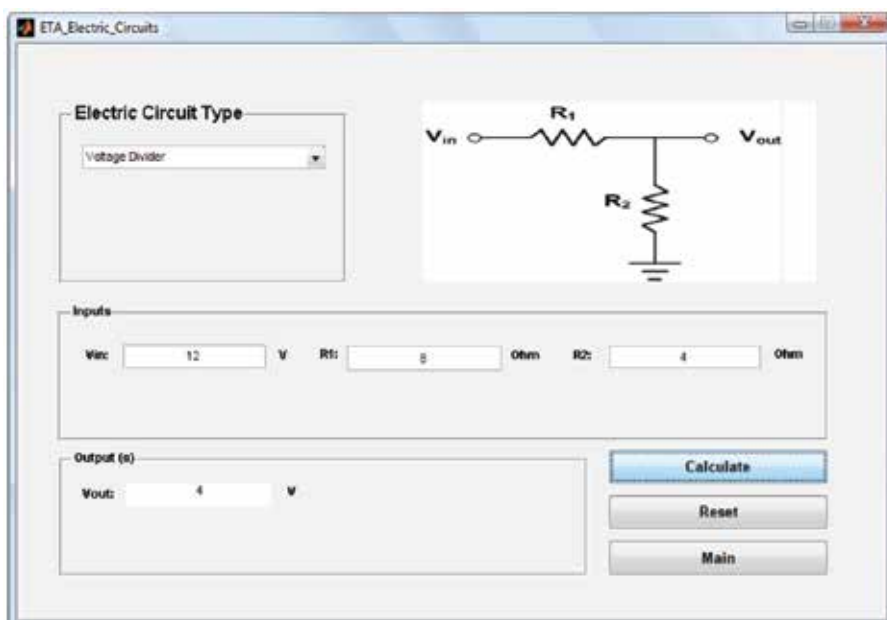 ETA_Electric_Circuits
Electric Circuit Type
Voltage Divider
R1
Vin
Vout
R2
Inputs
Vin: 12 V R1: 8 Ohm R2: 4 Ohm
Output (s)
Vout: 4 V
Calculate
Reset
Main